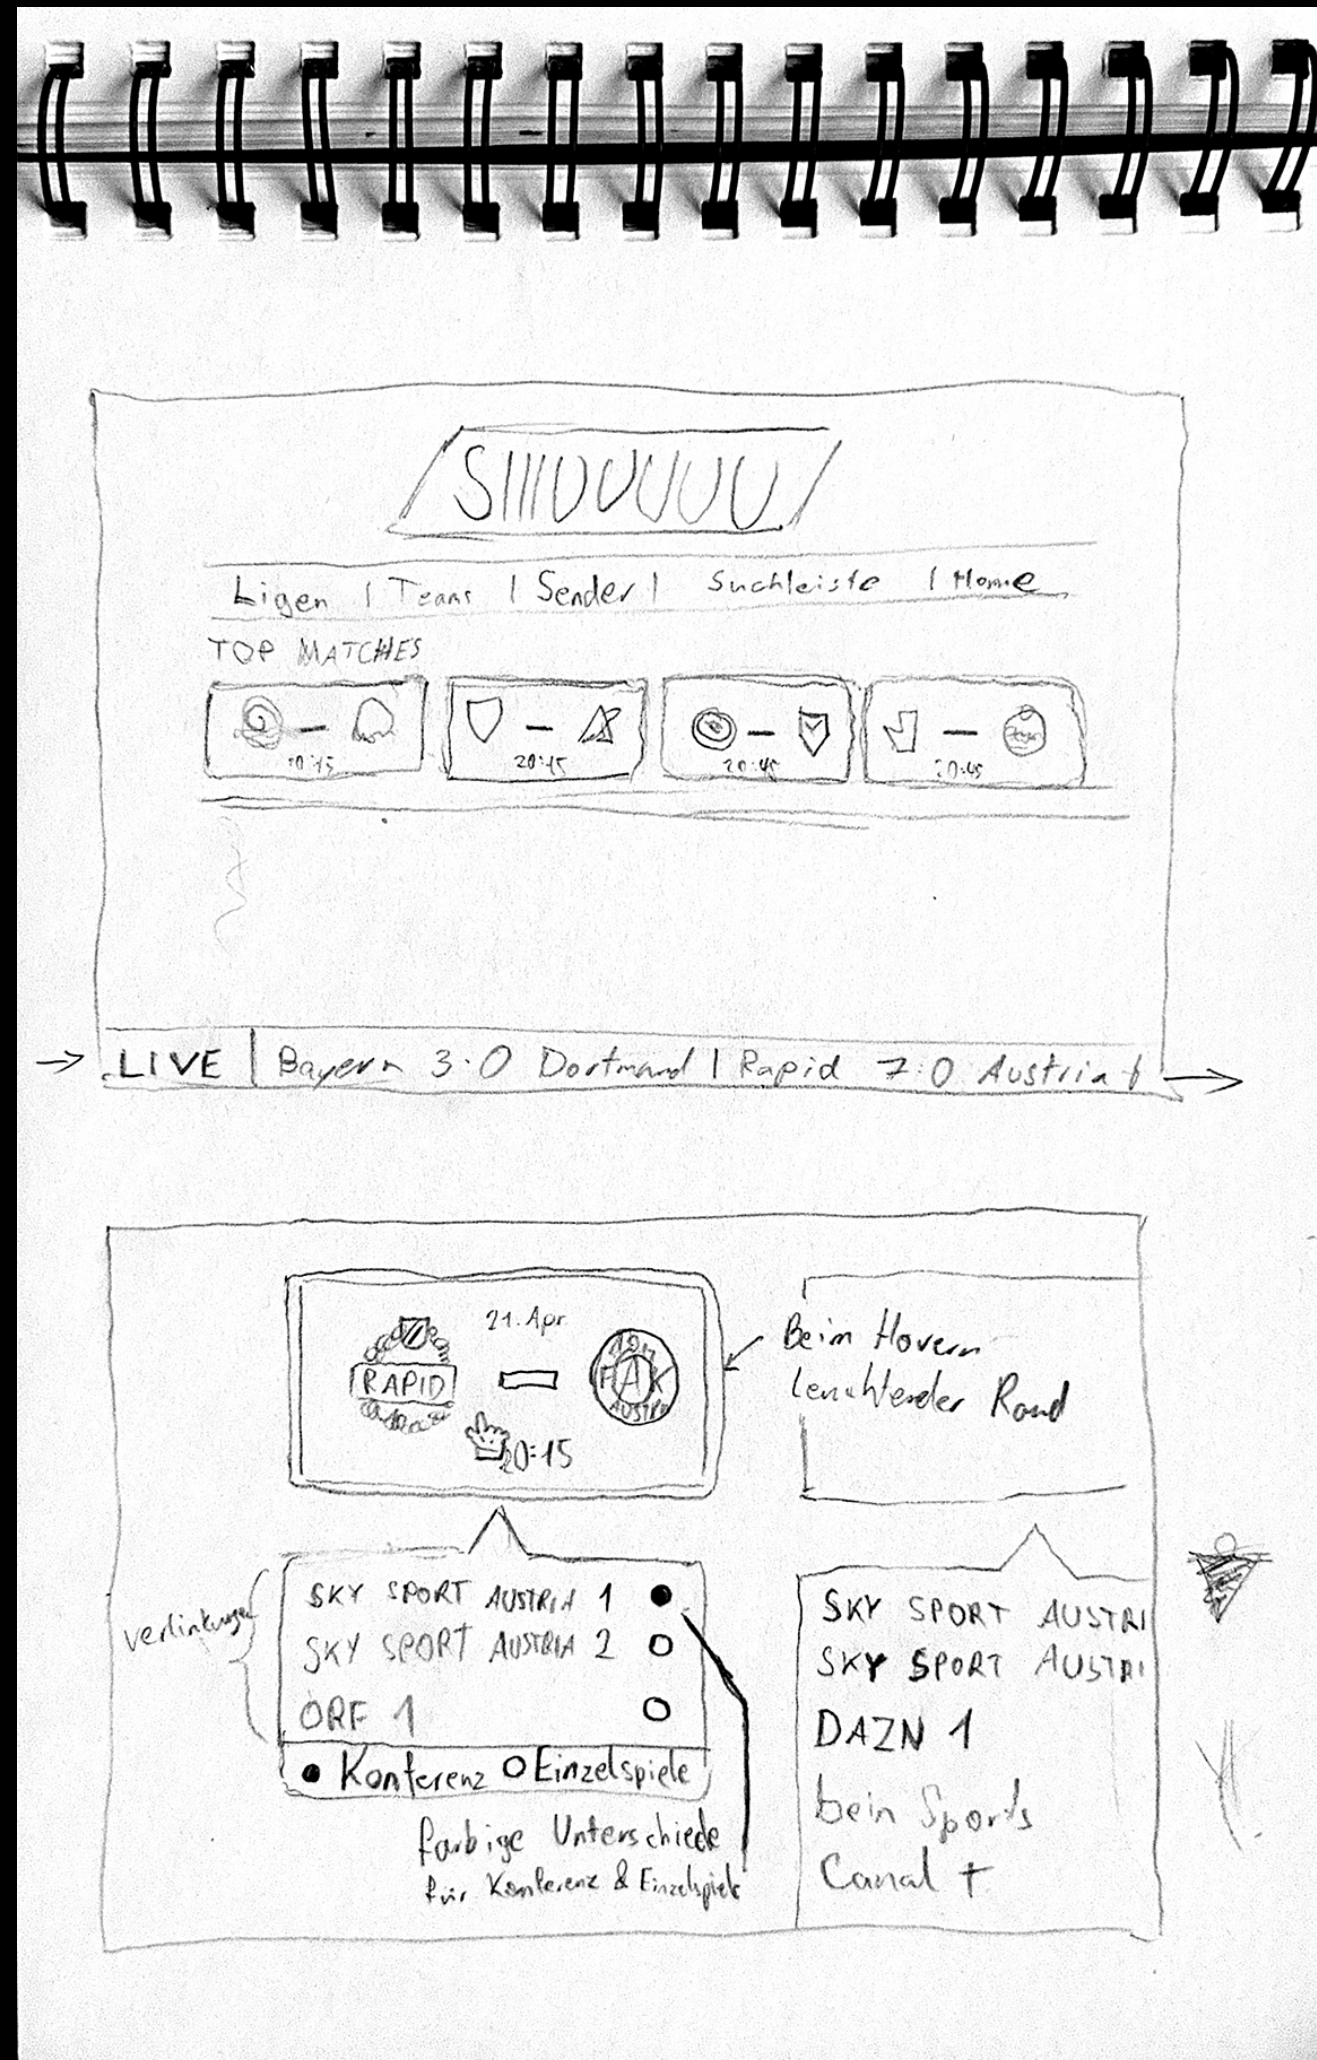 SIIIUUUUU
Ligen | Teams | Sender | Suchleiste | Home
TOP MATCHES
20:45 20:45 20:45
LIVE | Bayern 3:0 Dortmund | Rapid 7:0 Austria
21. Apr.
RAPID
FAK
AUSTRIA
20:15
Beim Hovern
leuchtender Rand
Verlinkungen
SKY SPORT AUSTRIA 1
SKY SPORT AUSTRIA 2
ORF 1
Konferenz Einzelspiele
farbige Unterschiede
für Konferenz & Einzelspiele
SKY SPORT AUSTRI
SKY SPORT AUSTRI
DAZN 1
bein Sports
Canal +